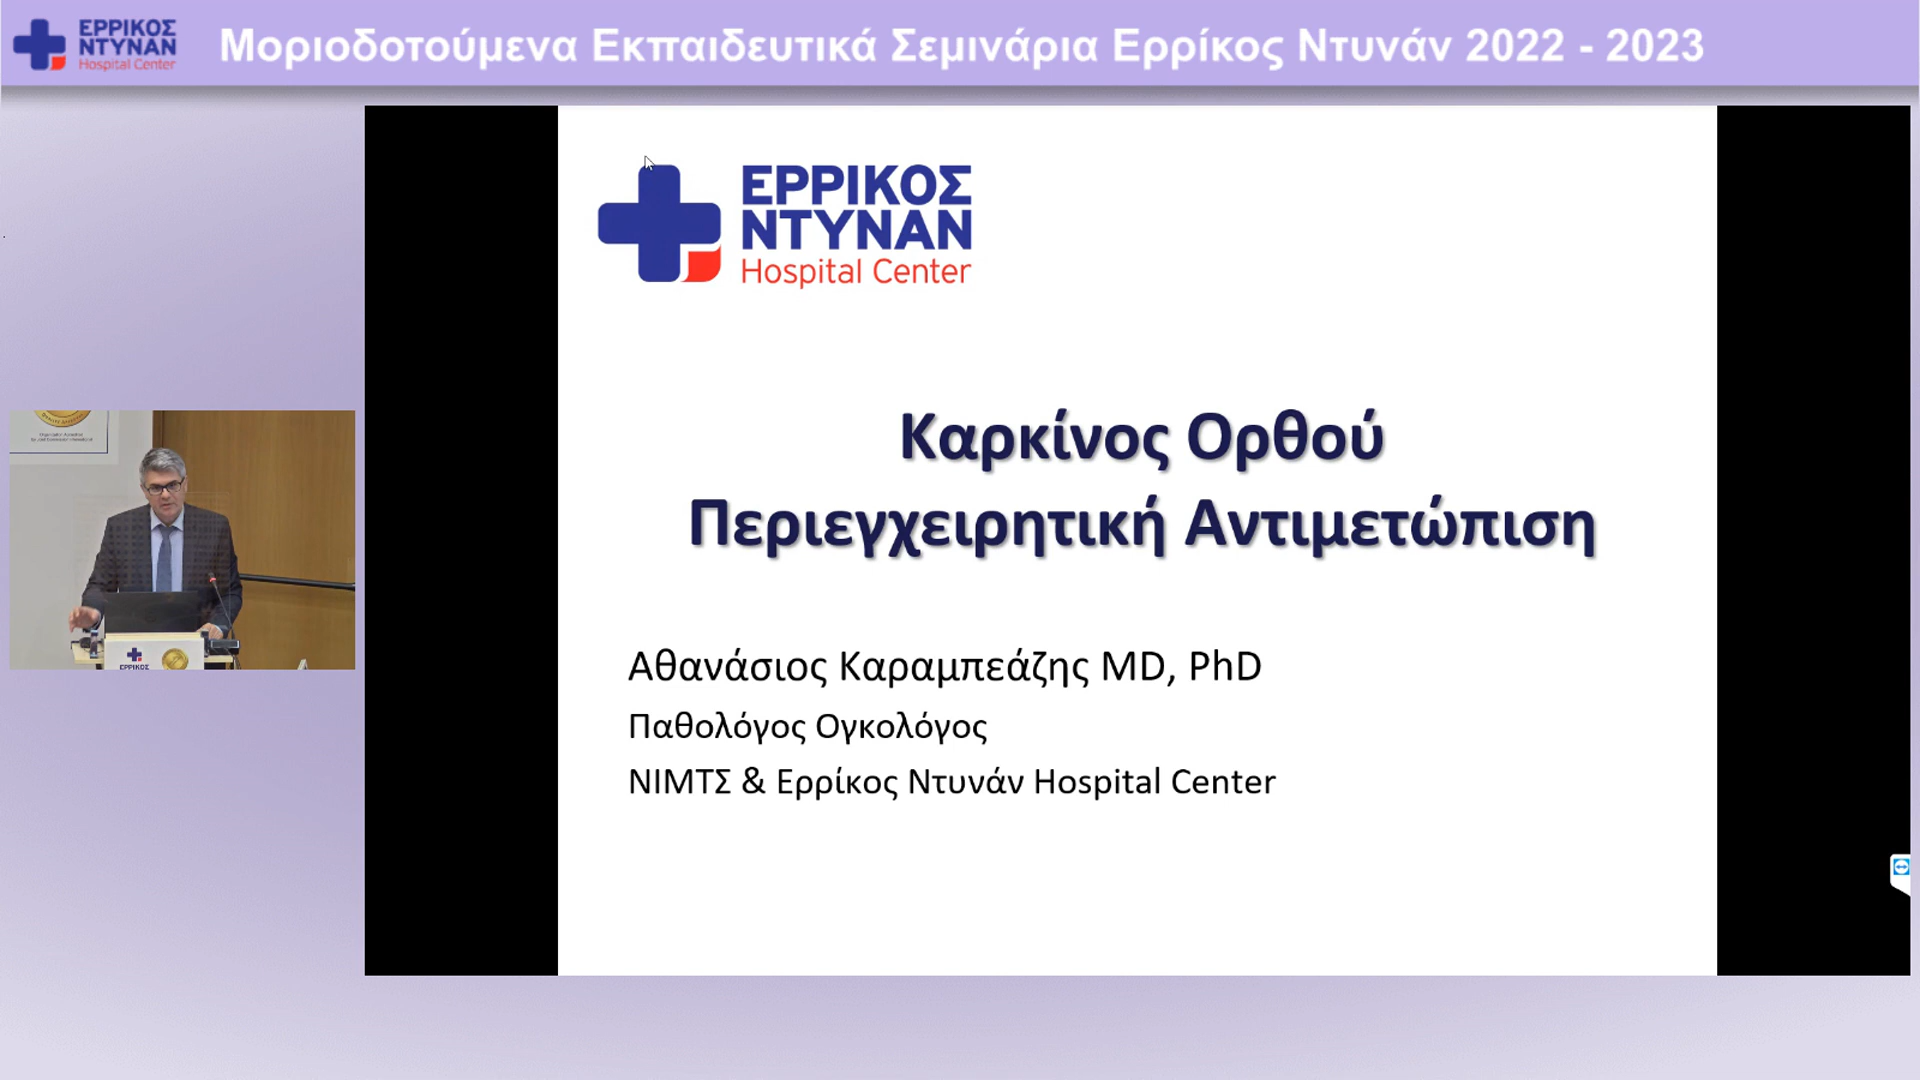 ΕΡΡΙΚΟΣ
ΝΤΥΝΑΝ
Hospital Center
Μοριοδοτούμενα Εκπαιδευτικά Σεμινάρια Ερρίκος Ντυνάν 2022 - 2023
ΕΡΡΙΚΟΣ
ΝΤΥΝΑΝ
Hospital Center
Καρκίνος Ορθού
Περιεγχειρητική Αντιμετώπιση
Αθανάσιος Καραμπεάζης MD, PhD
Παθολόγος Ογκολόγος
ΝΙΜΤΣ & Ερρίκος Ντυνάν Hospital Center
ΕΡΡΙΚΟΣ